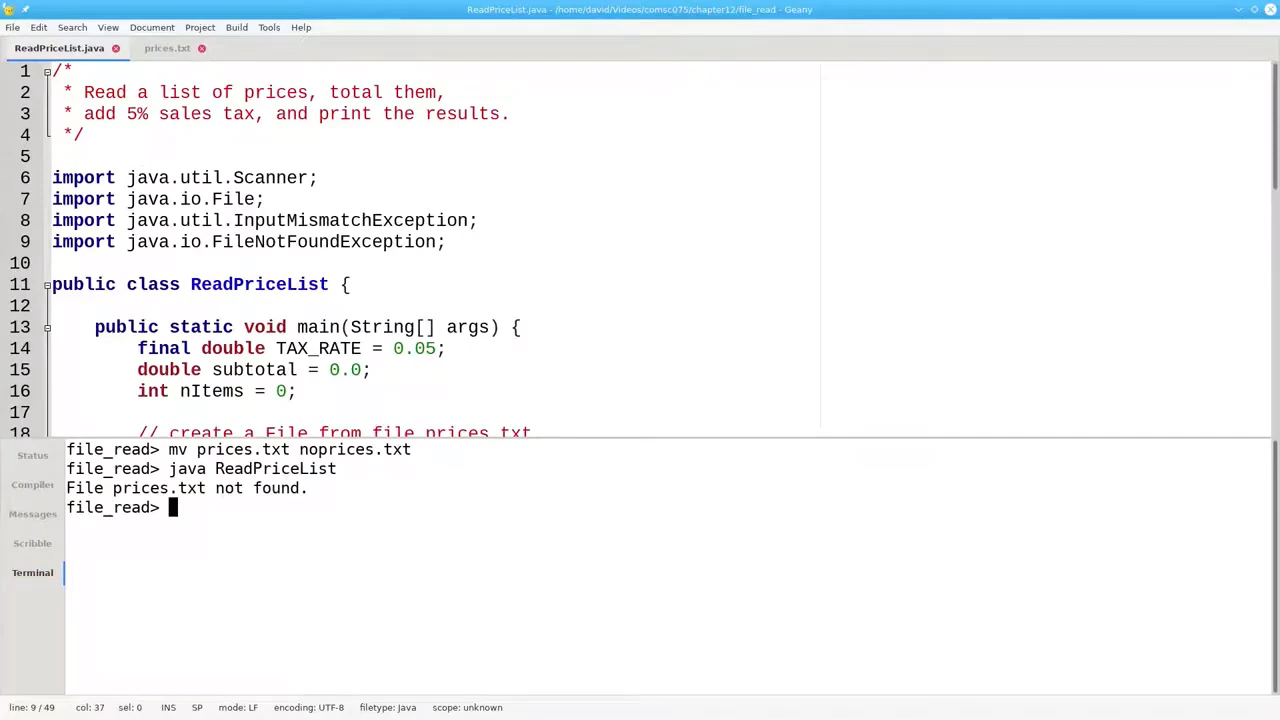 ReadPriceList.java - /home/david/Videos/comsc075/chapter12/file_read - Geany
File Edit Search View Document Project Build Tools Help
ReadPriceList.java prices.txt
1 /*
2 * Read a list of prices, total them,
3 * add 5% sales tax, and print the results.
4 */
5
6 import java.util.Scanner;
7 import java.io.File;
8 import java.util.InputMismatchException;
9 import java.io.FileNotFoundException;
10
11 public class ReadPriceList {
12
13 public static void main(String[] args) {
14 final double TAX_RATE = 0.05;
15 double subtotal = 0.0;
16 int nItems = 0;
17
18 // create a File from file prices.txt
Status
Compiler
Messages
Scribble
Terminal
file_read> mv prices.txt noprices.txt
file_read> java ReadPriceList
File prices.txt not found.
file_read>
line: 9 / 49 col: 37 sel: 0 INS SP mode: LF encoding: UTF-8 filetype: Java scope: unknown